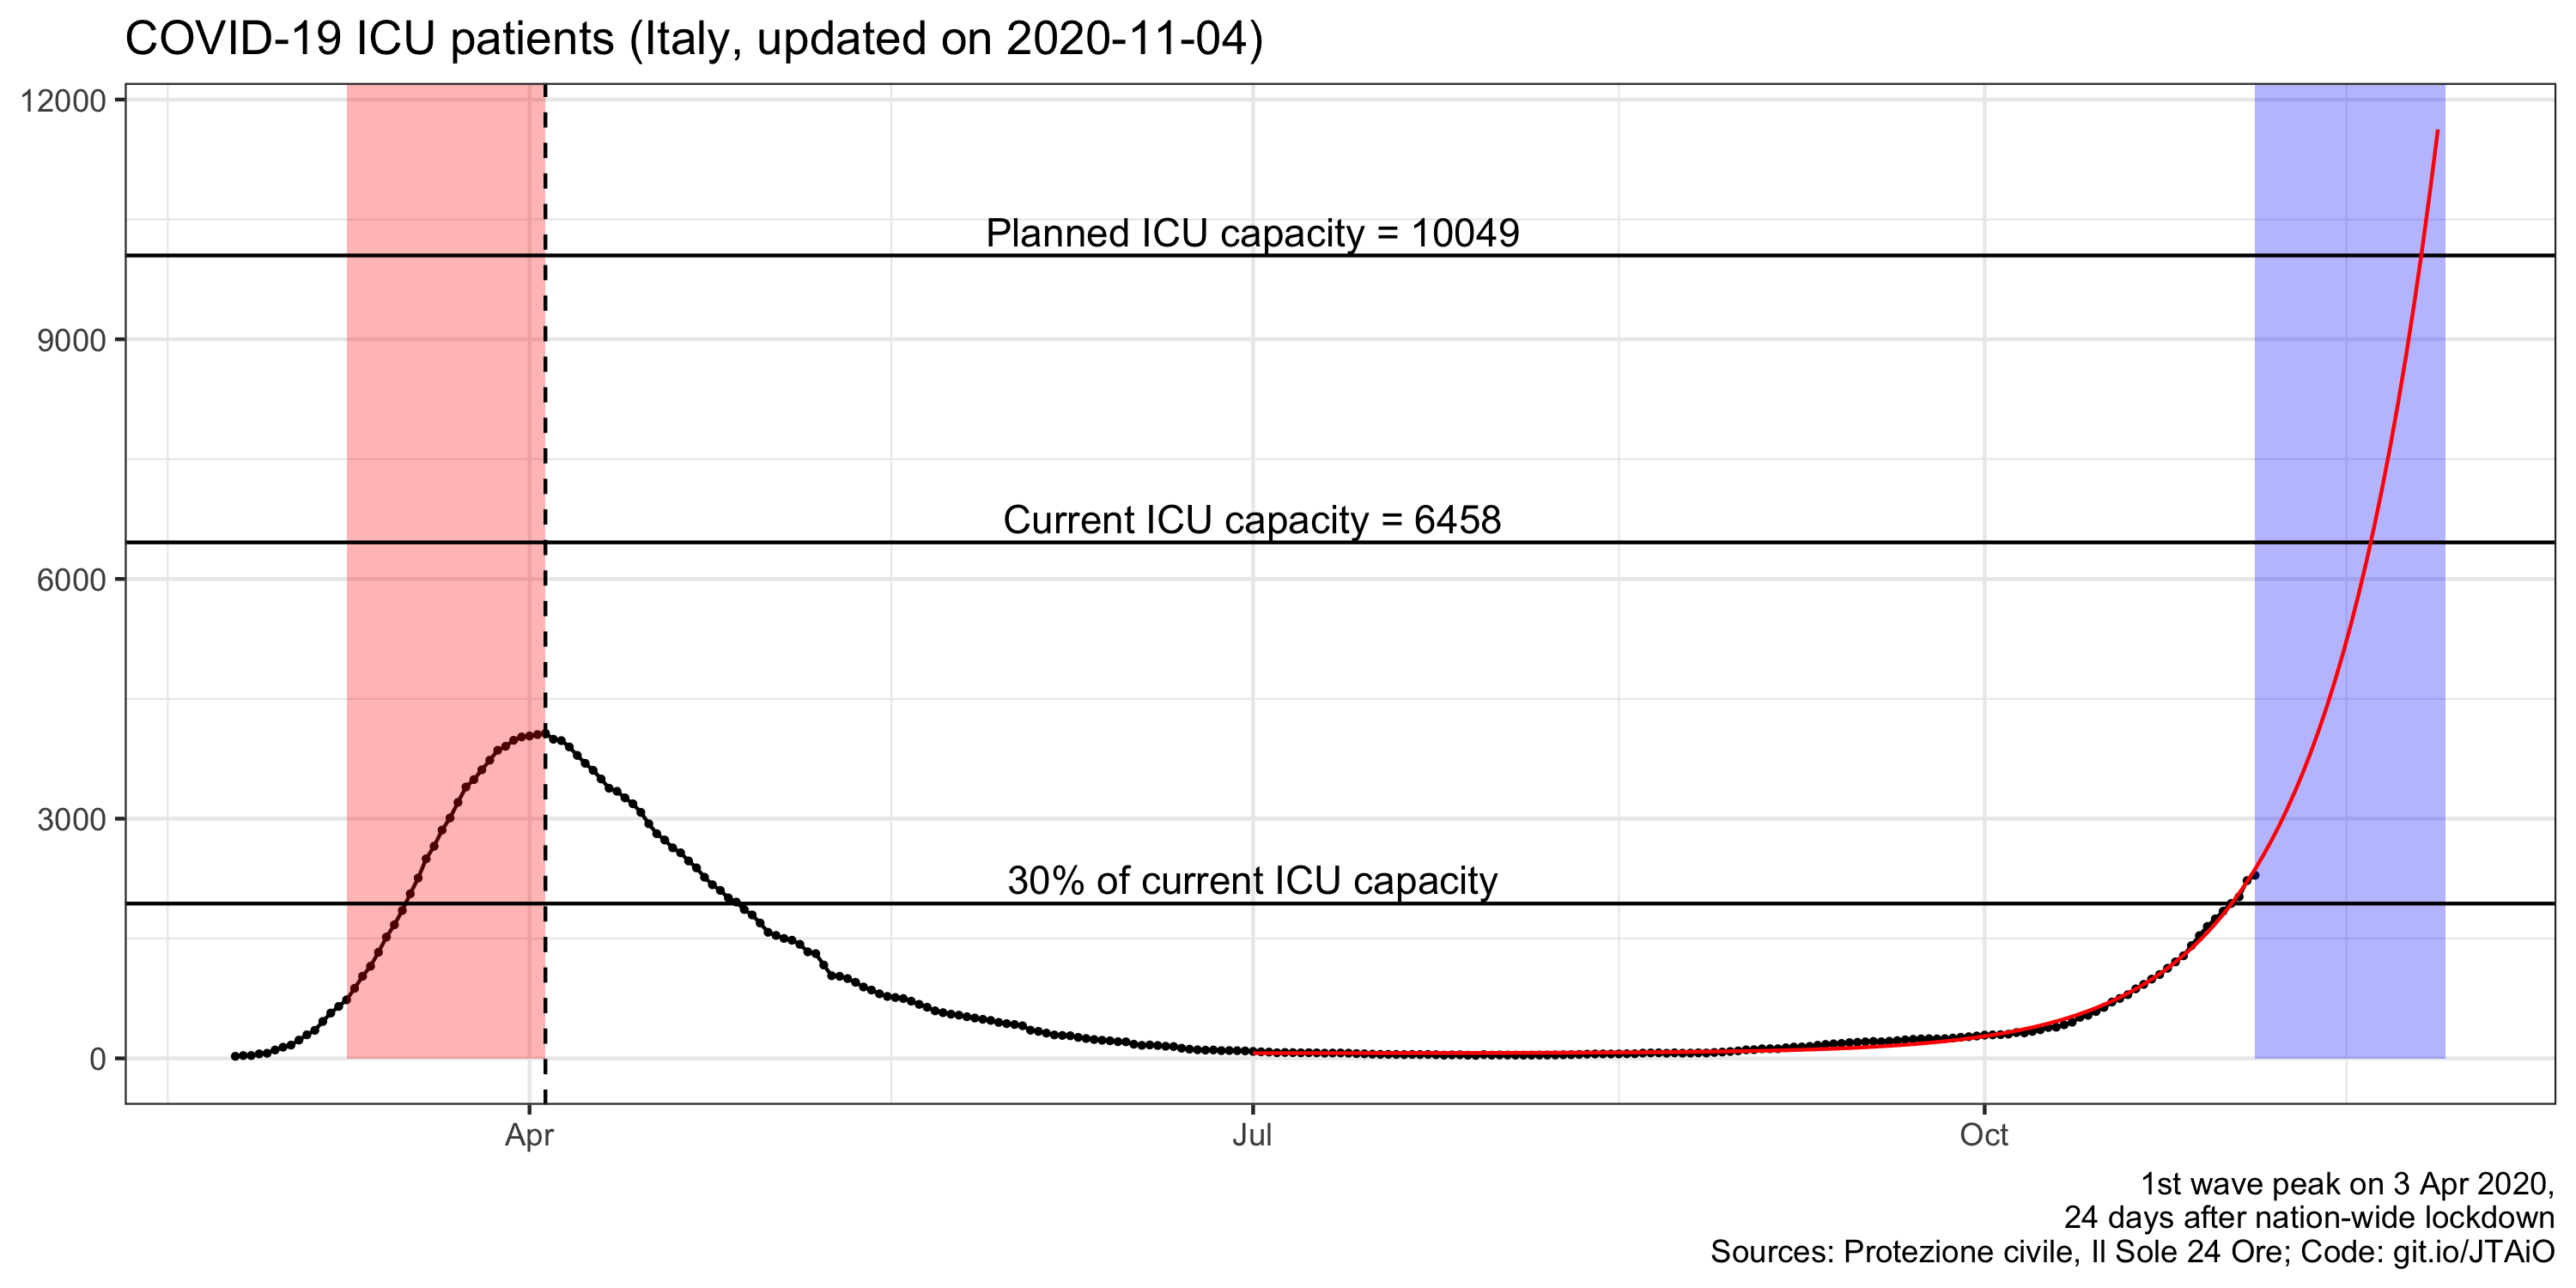 COVID-19 ICU patients (Italy, updated on 2020-11-04)
12000
Planned ICU capacity = 10049
9000
Current ICU capacity = 6458
6000
3000
30% of current ICU capacity
0
Apr Jul Oct
1st wave peak on 3 Apr 2020,
24 days after nation-wide lockdown
Sources: Protezione civile, Il Sole 24 Ore; Code: git.io/JTAiO